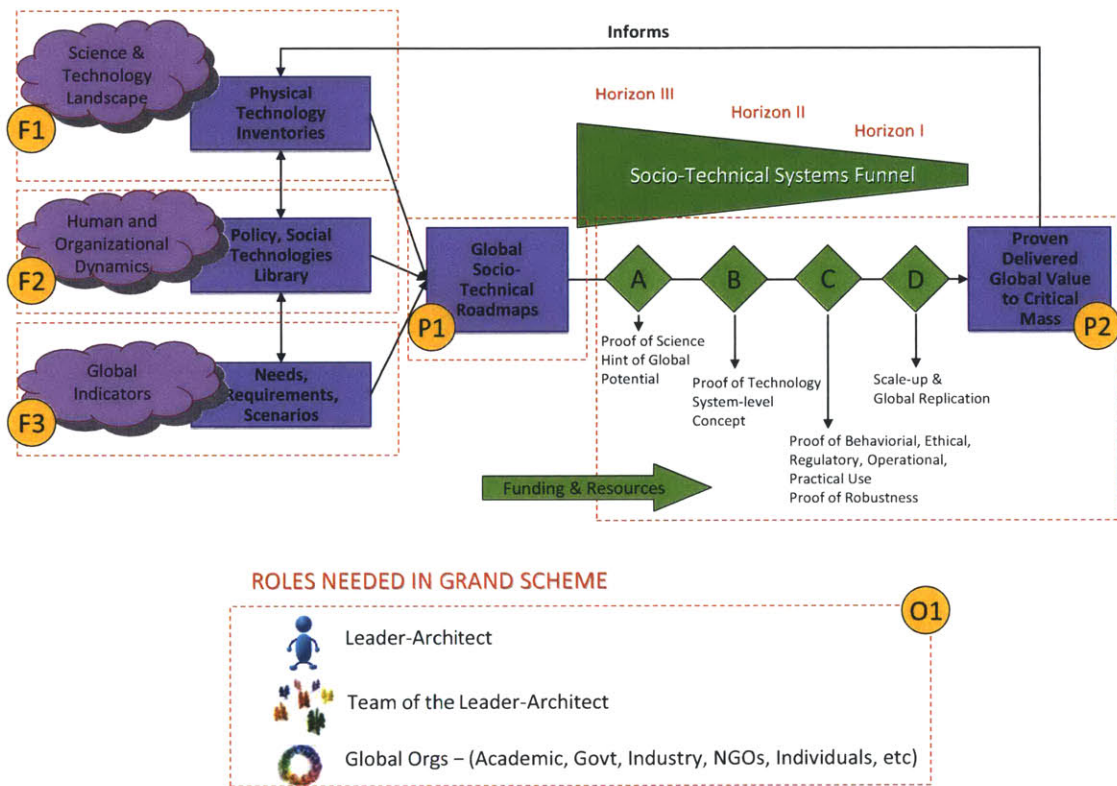 Informs
Science &
Technology
Landscape
F1
Physical
Technology
Inventories
Horizon III
Horizon II
Horizon I
Socio-Technical Systems Funnel
Human and
Organizational
Dynamics
F2
Policy, Social
Technologies
Library
Global
Socio-
Technical
Roadmaps
P1
A
B
C
D
Proven
Delivered
Global Value
to Critical
Mass
P2
Global
Indicators
F3
Needs,
Requirements,
Scenarios
Proof of Science
Hint of Global
Potential
Proof of Technology
System-level
Concept
Proof of Behaviorial, Ethical,
Regulatory, Operational,
Practical Use
Proof of Robustness
Scale-up &
Global Replication
Funding & Resources
ROLES NEEDED IN GRAND SCHEME
O1
Leader-Architect
Team of the Leader-Architect
Global Orgs – (Academic, Govt, Industry, NGOs, Individuals, etc)